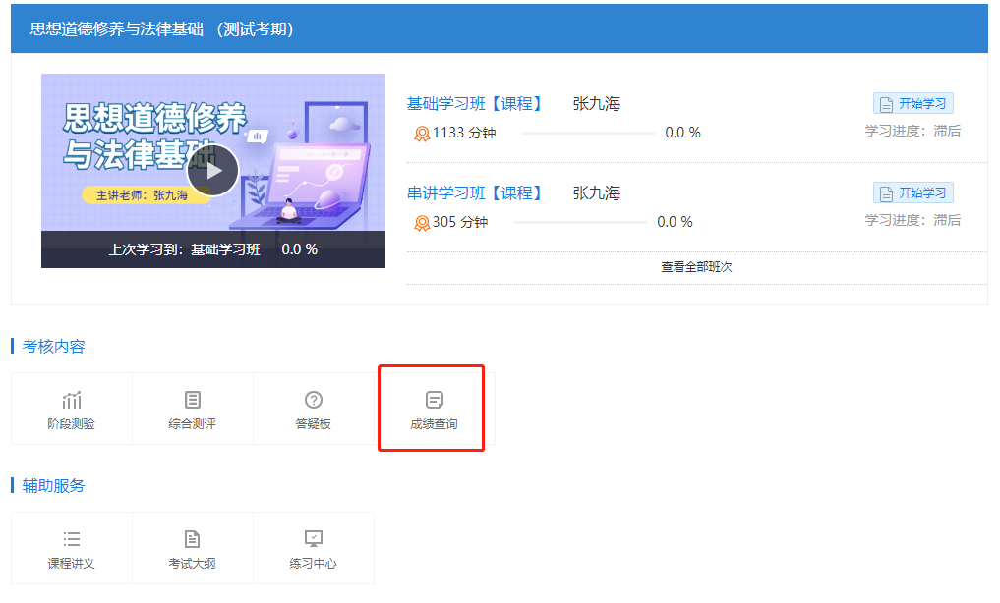 思想道德修养与法律基础 （测试考期）
思想道德修养
与法律基础
主讲老师：张九海
上次学习到：基础学习班 0.0 %
基础学习班【课程】 张九海 开始学习
1133 分钟 0.0 % 学习进度：滞后
串讲学习班【课程】 张九海 开始学习
305 分钟 0.0 % 学习进度：滞后
查看全部班次
考核内容
阶段测验 综合测评 答疑板 成绩查询
辅助服务
课程讲义 考试大纲 练习中心